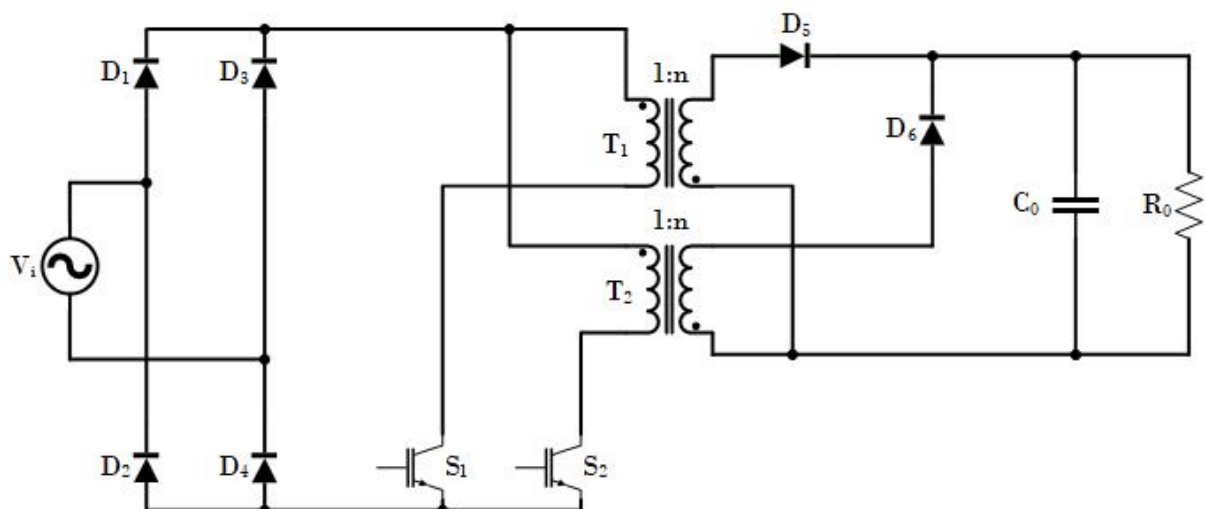 D₅
D₁
D₃
1:n
D₆
T₁
C₀
R₀
1:n
Vᵢ
T₂
D₂
D₄
S₁
S₂